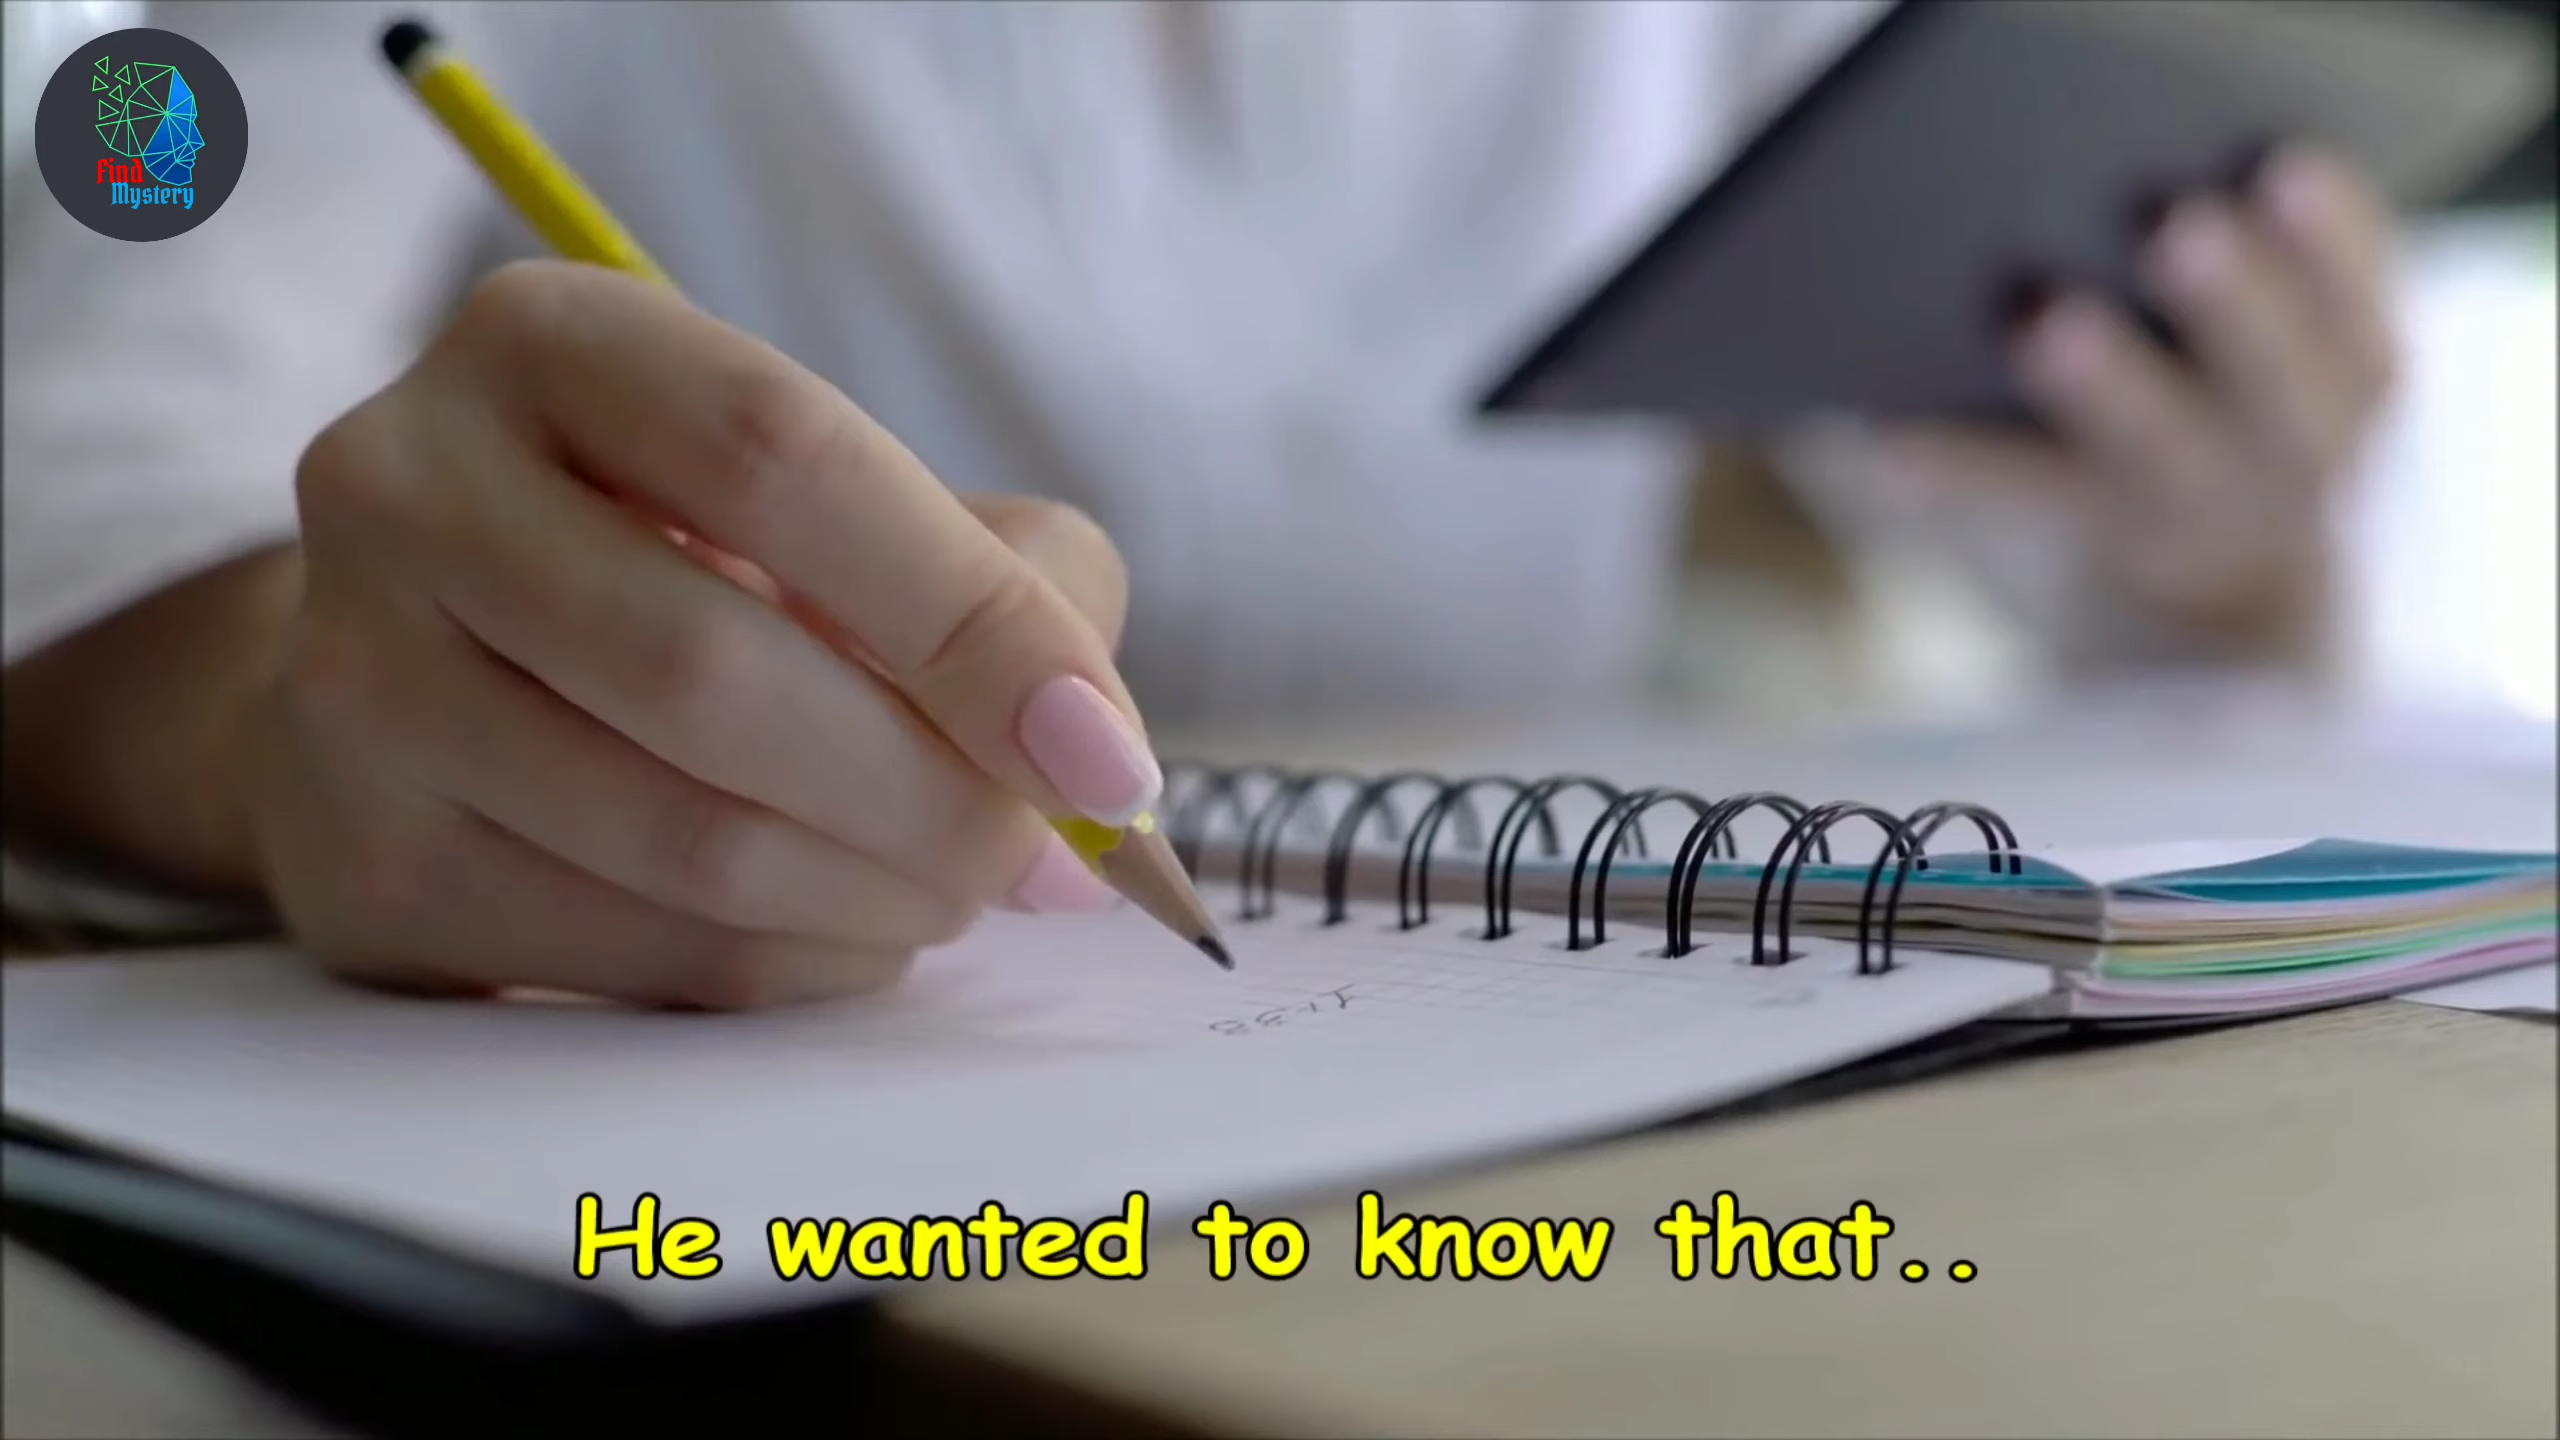 Find
Mystery
He wanted to know that..